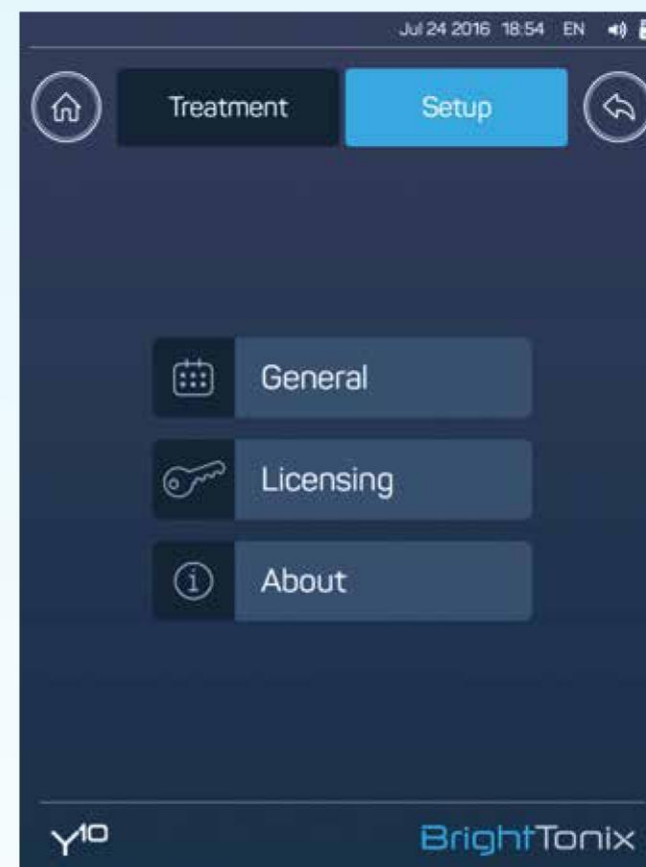 Jul 24 2016 18:54 EN
Treatment Setup
General
Licensing
About
Y10 BrightTonix